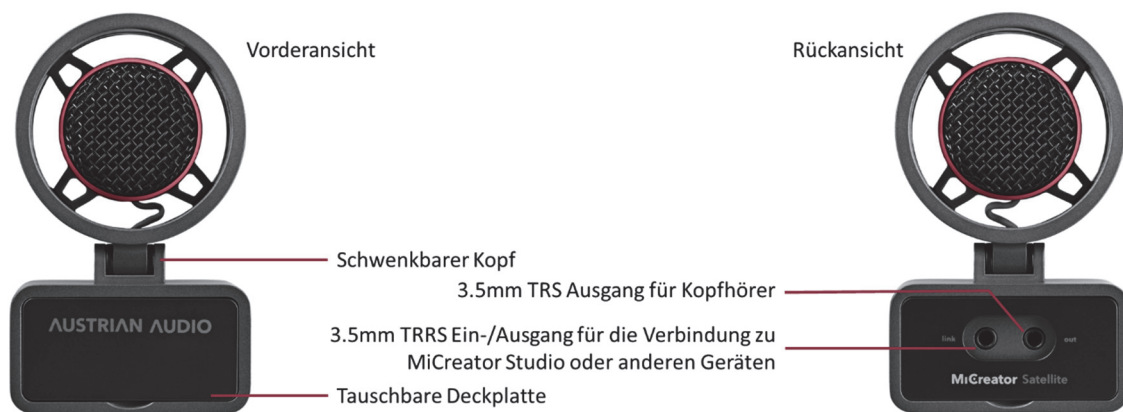 Vorderansicht
Rückansicht
Schwenkbarer Kopf
3.5mm TRS Ausgang für Kopfhörer
3.5mm TRRS Ein-/Ausgang für die Verbindung zu
MiCreator Studio oder anderen Geräten
Tauschbare Deckplatte
AUSTRIAN AUDIO
link
out
MiCreator Satellite